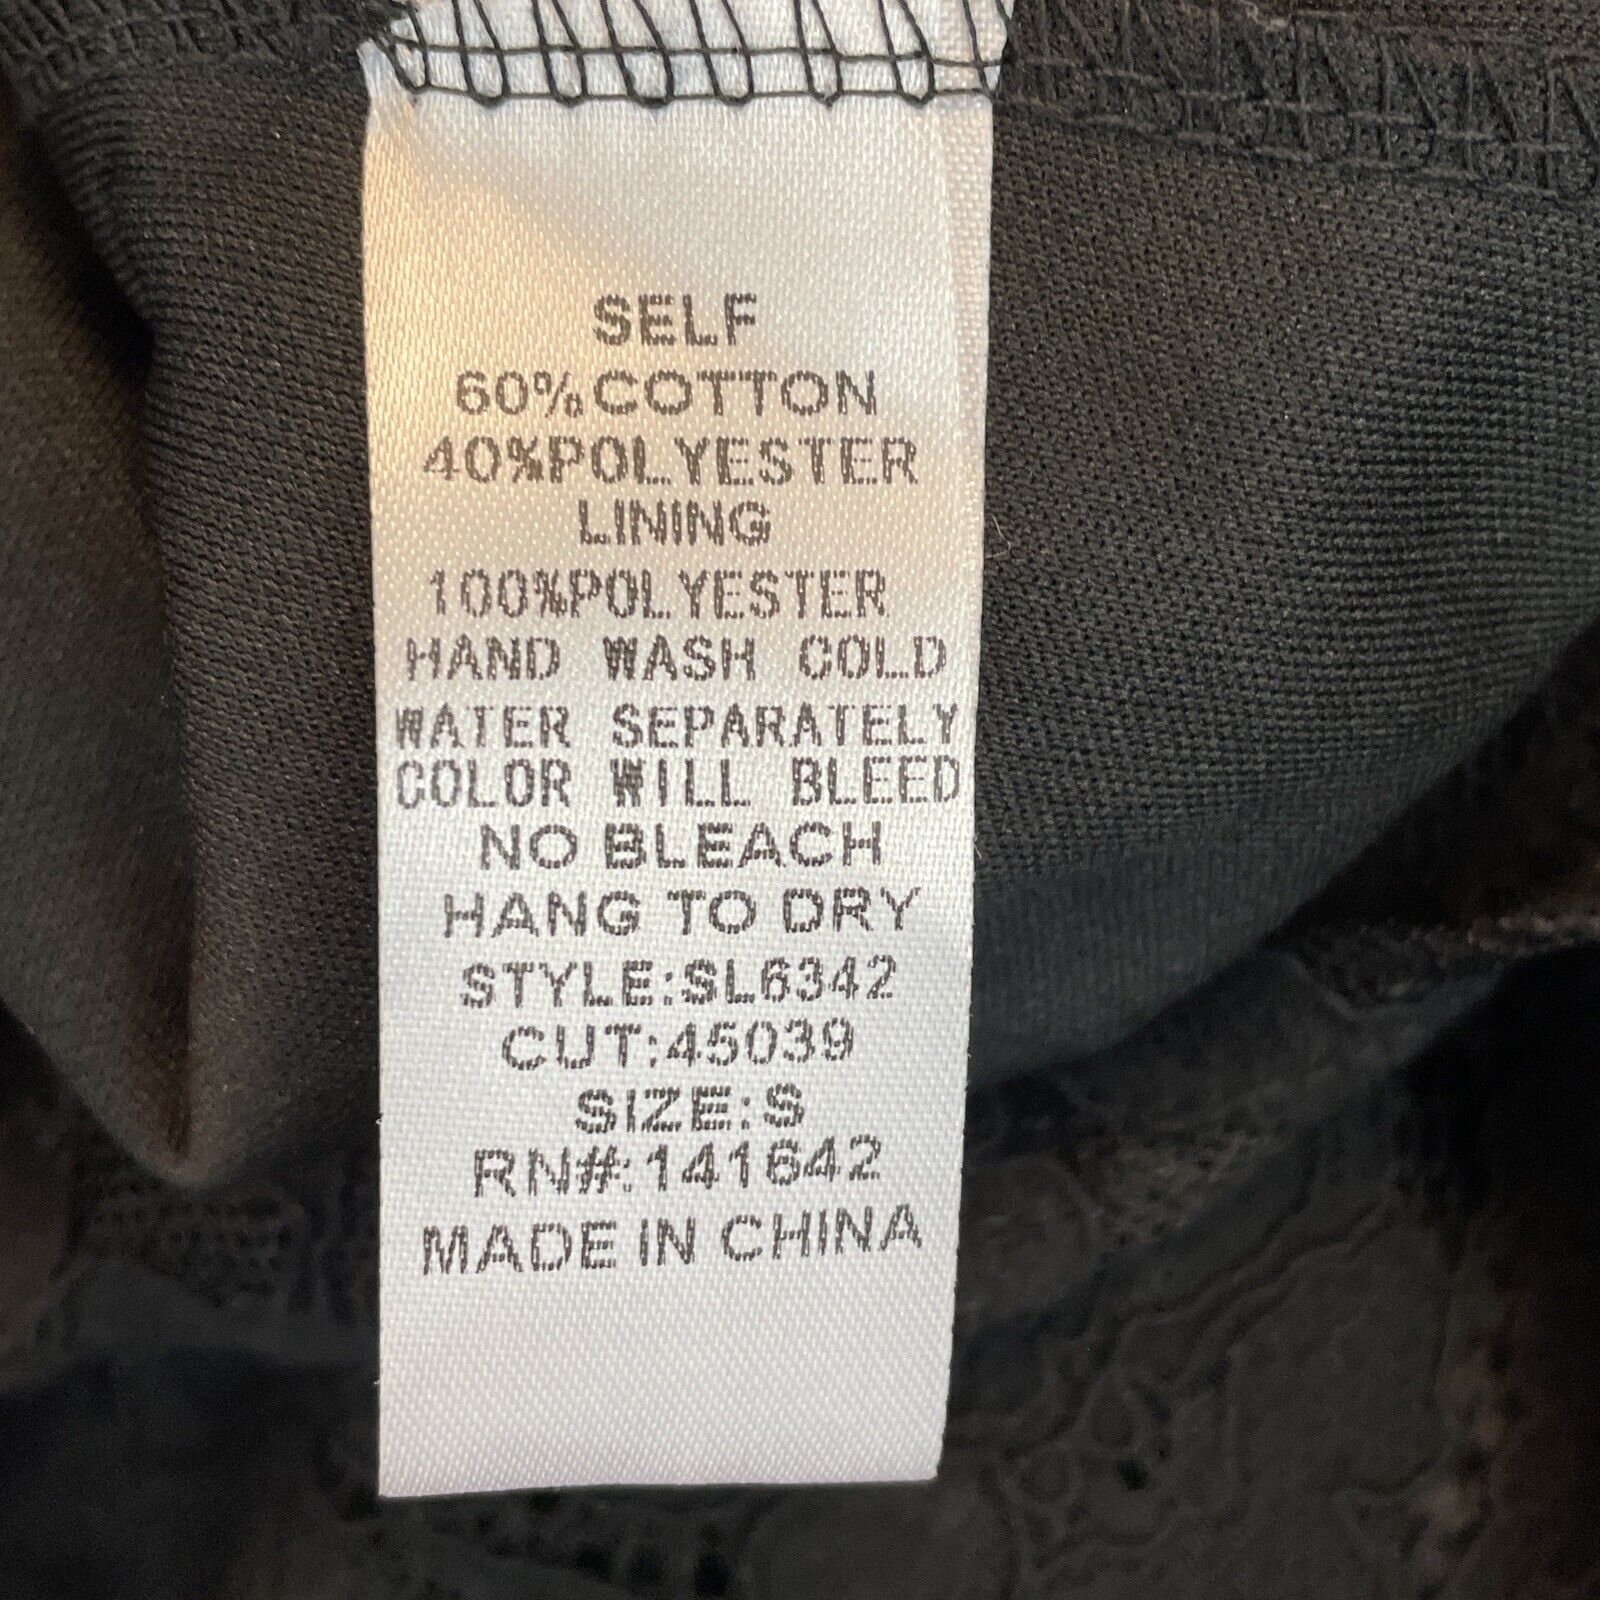 SELF
60%COTTON
40%POLYESTER
LINING
100%POLYESTER
HAND WASH COLD
WATER SEPARATELY
COLOR WILL BLEED
NO BLEACH
HANG TO DRY
STYLE:SL6342
CUT:45039
SIZE:S
RN#:141642
MADE IN CHINA